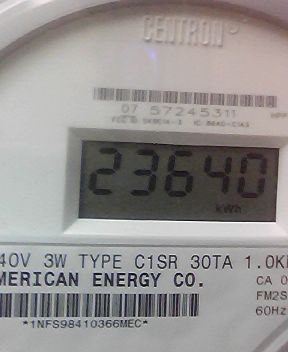 CENTRON®
07 57245311
23640
kWh
40V 3W TYPE C1SR 30TA 1.0K
MERICAN ENERGY CO.
CA 0
FM2S
60Hz
*1NFS98410366MEC*